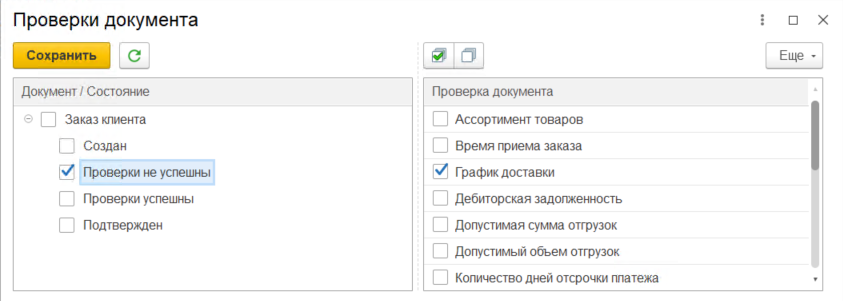 Проверки документа
Сохранить
Еще
Документ / Состояние
Заказ клиента
Создан
Проверки не успешны
Проверки успешны
Подтвержден
Проверка документа
Ассортимент товаров
Время приема заказа
График доставки
Дебиторская задолженность
Допустимая сумма отгрузок
Допустимый объем отгрузок
Количество дней отсрочки платежа